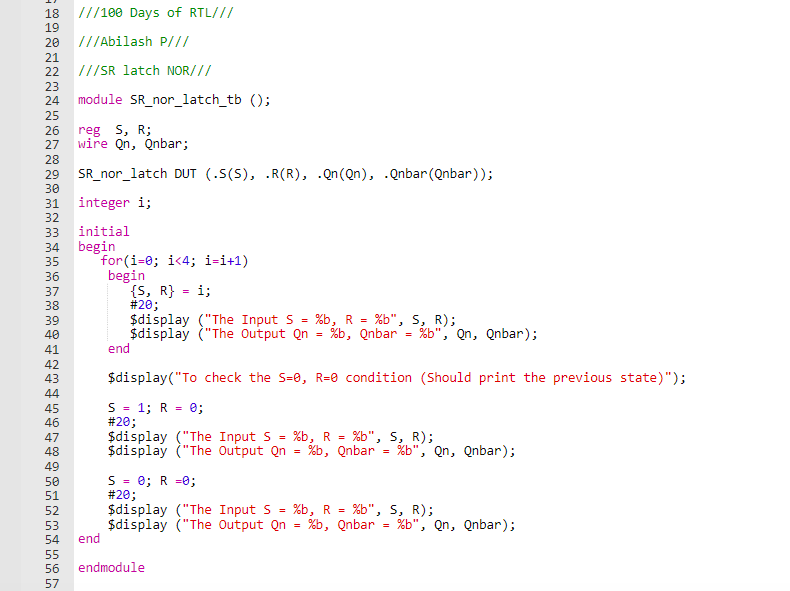 18 ///100 Days of RTL///
19
20 ///Abilash P///
21
22 ///SR latch NOR///
23
24 module SR_nor_latch_tb ();
25
26 reg  S, R;
27 wire Qn, Qnbar;
28
29 SR_nor_latch DUT (.S(S), .R(R), .Qn(Qn), .Qnbar(Qnbar));
30
31 integer i;
32
33 initial
34 begin
35    for(i=0; i<4; i=i+1)
36     begin
37        {S, R} = i;
38        #20;
39        $display ("The Input S = %b, R = %b", S, R);
40        $display ("The Output Qn = %b, Qnbar = %b", Qn, Qnbar);
41     end
42
43     $display("To check the S=0, R=0 condition (Should print the previous state)");
44
45     S = 1; R = 0;
46     #20;
47     $display ("The Input S = %b, R = %b", S, R);
48     $display ("The Output Qn = %b, Qnbar = %b", Qn, Qnbar);
49
50     S = 0; R =0;
51     #20;
52     $display ("The Input S = %b, R = %b", S, R);
53     $display ("The Output Qn = %b, Qnbar = %b", Qn, Qnbar);
54 end
55
56 endmodule
57